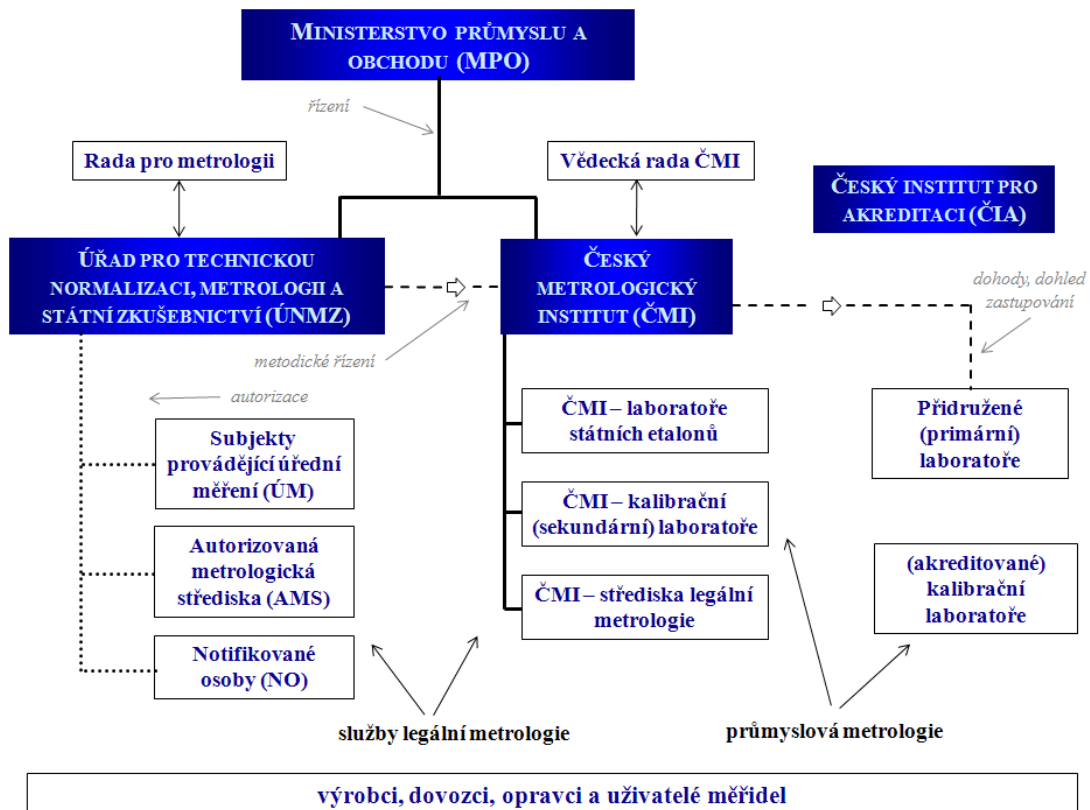 MINISTERSTVO PRŮMYSLU A
OBCHODU (MPO)
řízení
Rada pro metrologii
Vědecká rada ČMI
ČESKÝ INSTITUT PRO
AKREDITACI (ČIA)
ÚŘAD PRO TECHNICKOU
NORMALIZACI, METROLOGII A
STÁTNÍ ZKUŠEBNICTVÍ (ÚNMZ)
ČESKÝ
METROLOGICKÝ
INSTITUT (ČMI)
dohody, dohled
zastupování
metodické řízení
autorizace
Subjekty
provádějící úřední
měření (ÚM)
ČMI – laboratoře
státních etalonů
Přidružené
(primární)
laboratoře
ČMI – kalibrační
(sekundární) laboratoře
Autorizovaná
metrologická
střediska (AMS)
(akreditované)
kalibrační
laboratoře
ČMI – střediska legální
metrologie
Notifikované
osoby (NO)
služby legální metrologie
průmyslová metrologie
výrobci, dovozci, opravci a uživatelé měřidel